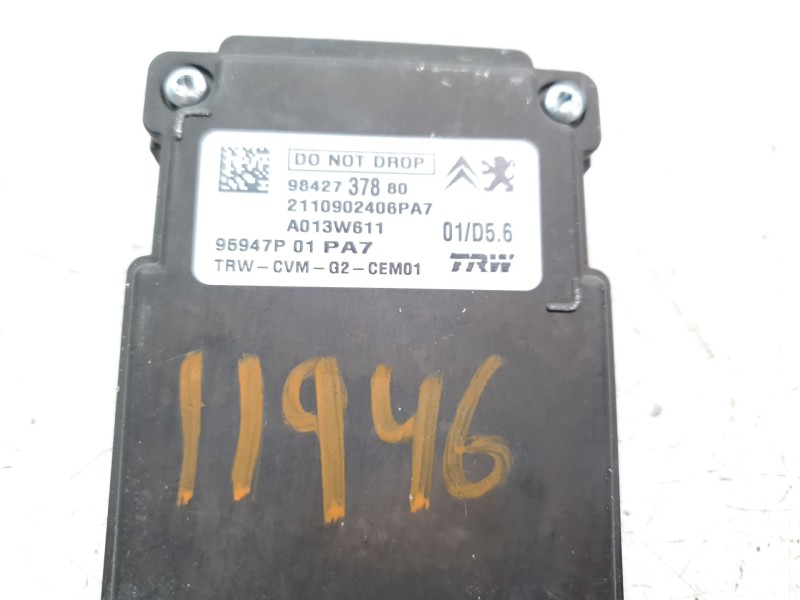 DO NOT DROP
98427 378 80
2110902406PA7
A013W611
01/D5.6
96947P 01 PA7
TRW-CVM-G2-CEM01
TRW
11946